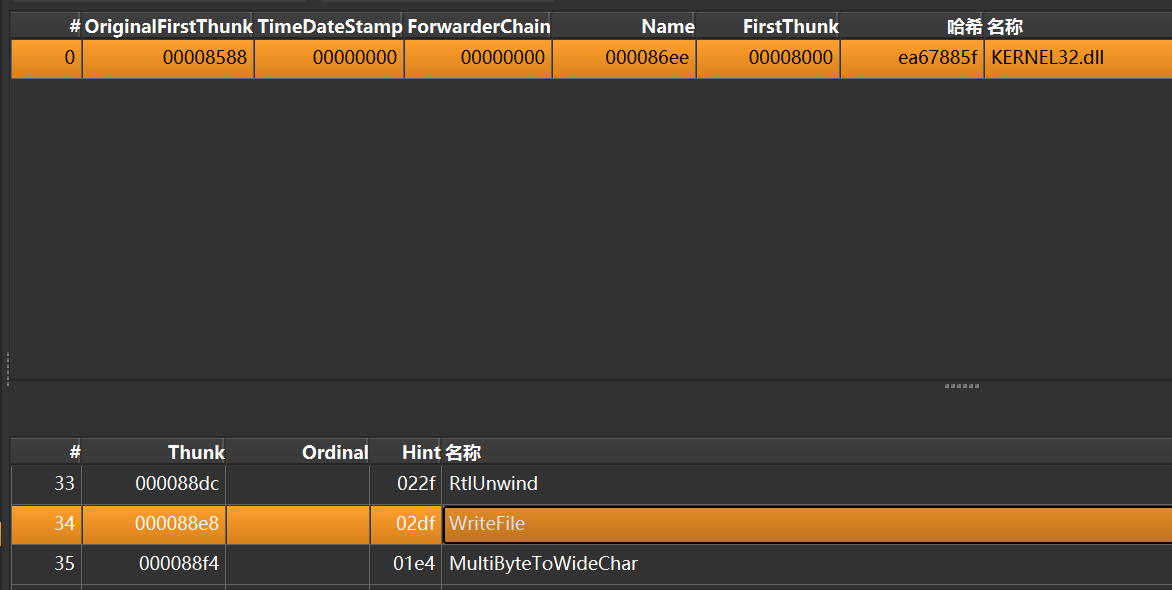 # OriginalFirstThunk TimeDateStamp ForwarderChain Name FirstThunk 哈希 名称
0 00008588 00000000 00000000 000086ee 00008000 ea67885f KERNEL32.dll
# Thunk Ordinal Hint 名称
33 000088dc 022f RtlUnwind
34 000088e8 02df WriteFile
35 000088f4 01e4 MultiByteToWideChar